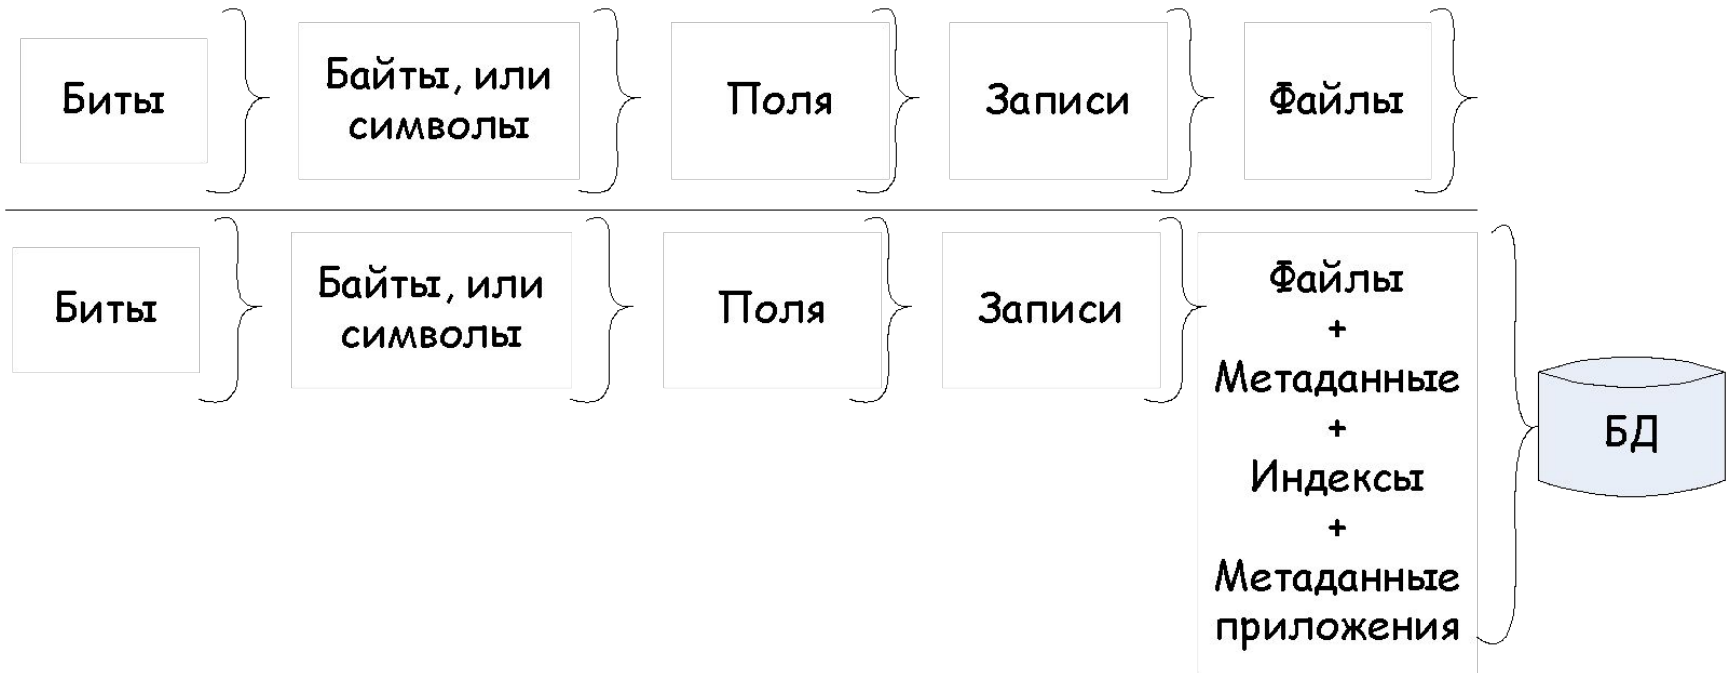 Биты
Байты, или
символы
Поля
Записи
Файлы
Биты
Байты, или
символы
Поля
Записи
Файлы
+
Метаданные
+
Индексы
+
Метаданные
приложения
БД